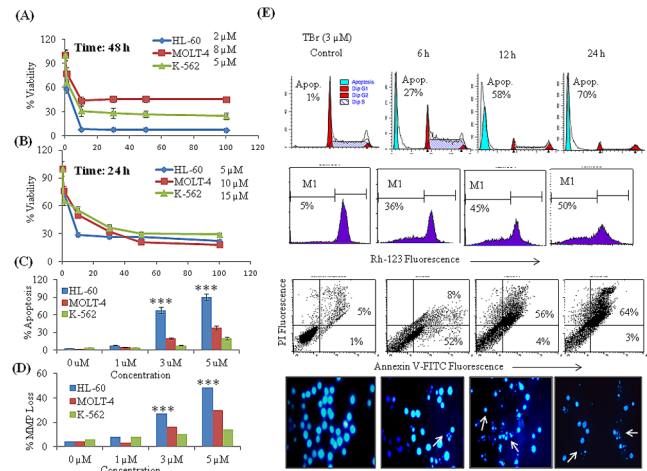 (A)
120
90
60
30
0
% Viability
Time: 48 h
HL-60 2 µM
MOLT-4 8 µM
K-562 5 µM
0 20 40 60 80 100
(B)
120
90
60
30
0
% Viability
Time: 24 h
HL-60 5 µM
MOLT-4 10 µM
K-562 15 µM
0 20 40 60 80 100
(C)
100
80
60
40
20
0
% Apoptosis
HL-60
MOLT-4
K-562
***
***
0 uM 1 µM 3 µM 5 µM
Concentration
(D)
60
40
20
0
% MMP Loss
HL-60
MOLT-4
K-562
***
***
0 µM 1 µM 3 µM 5 µM
Concentration
(E)
TBr (3 µM)
Control 6 h 12 h 24 h
Apop.
1%
Apoptosis
Dip G1
Dip G2
Dip S
Apop.
27%
Apop.
58%
Apop.
70%
M1
5%
M1
36%
M1
45%
M1
50%
Rh-123 Fluorescence
PI Fluorescence
5%
1%
8%
52%
56%
4%
64%
3%
Annexin V-FITC Fluorescence